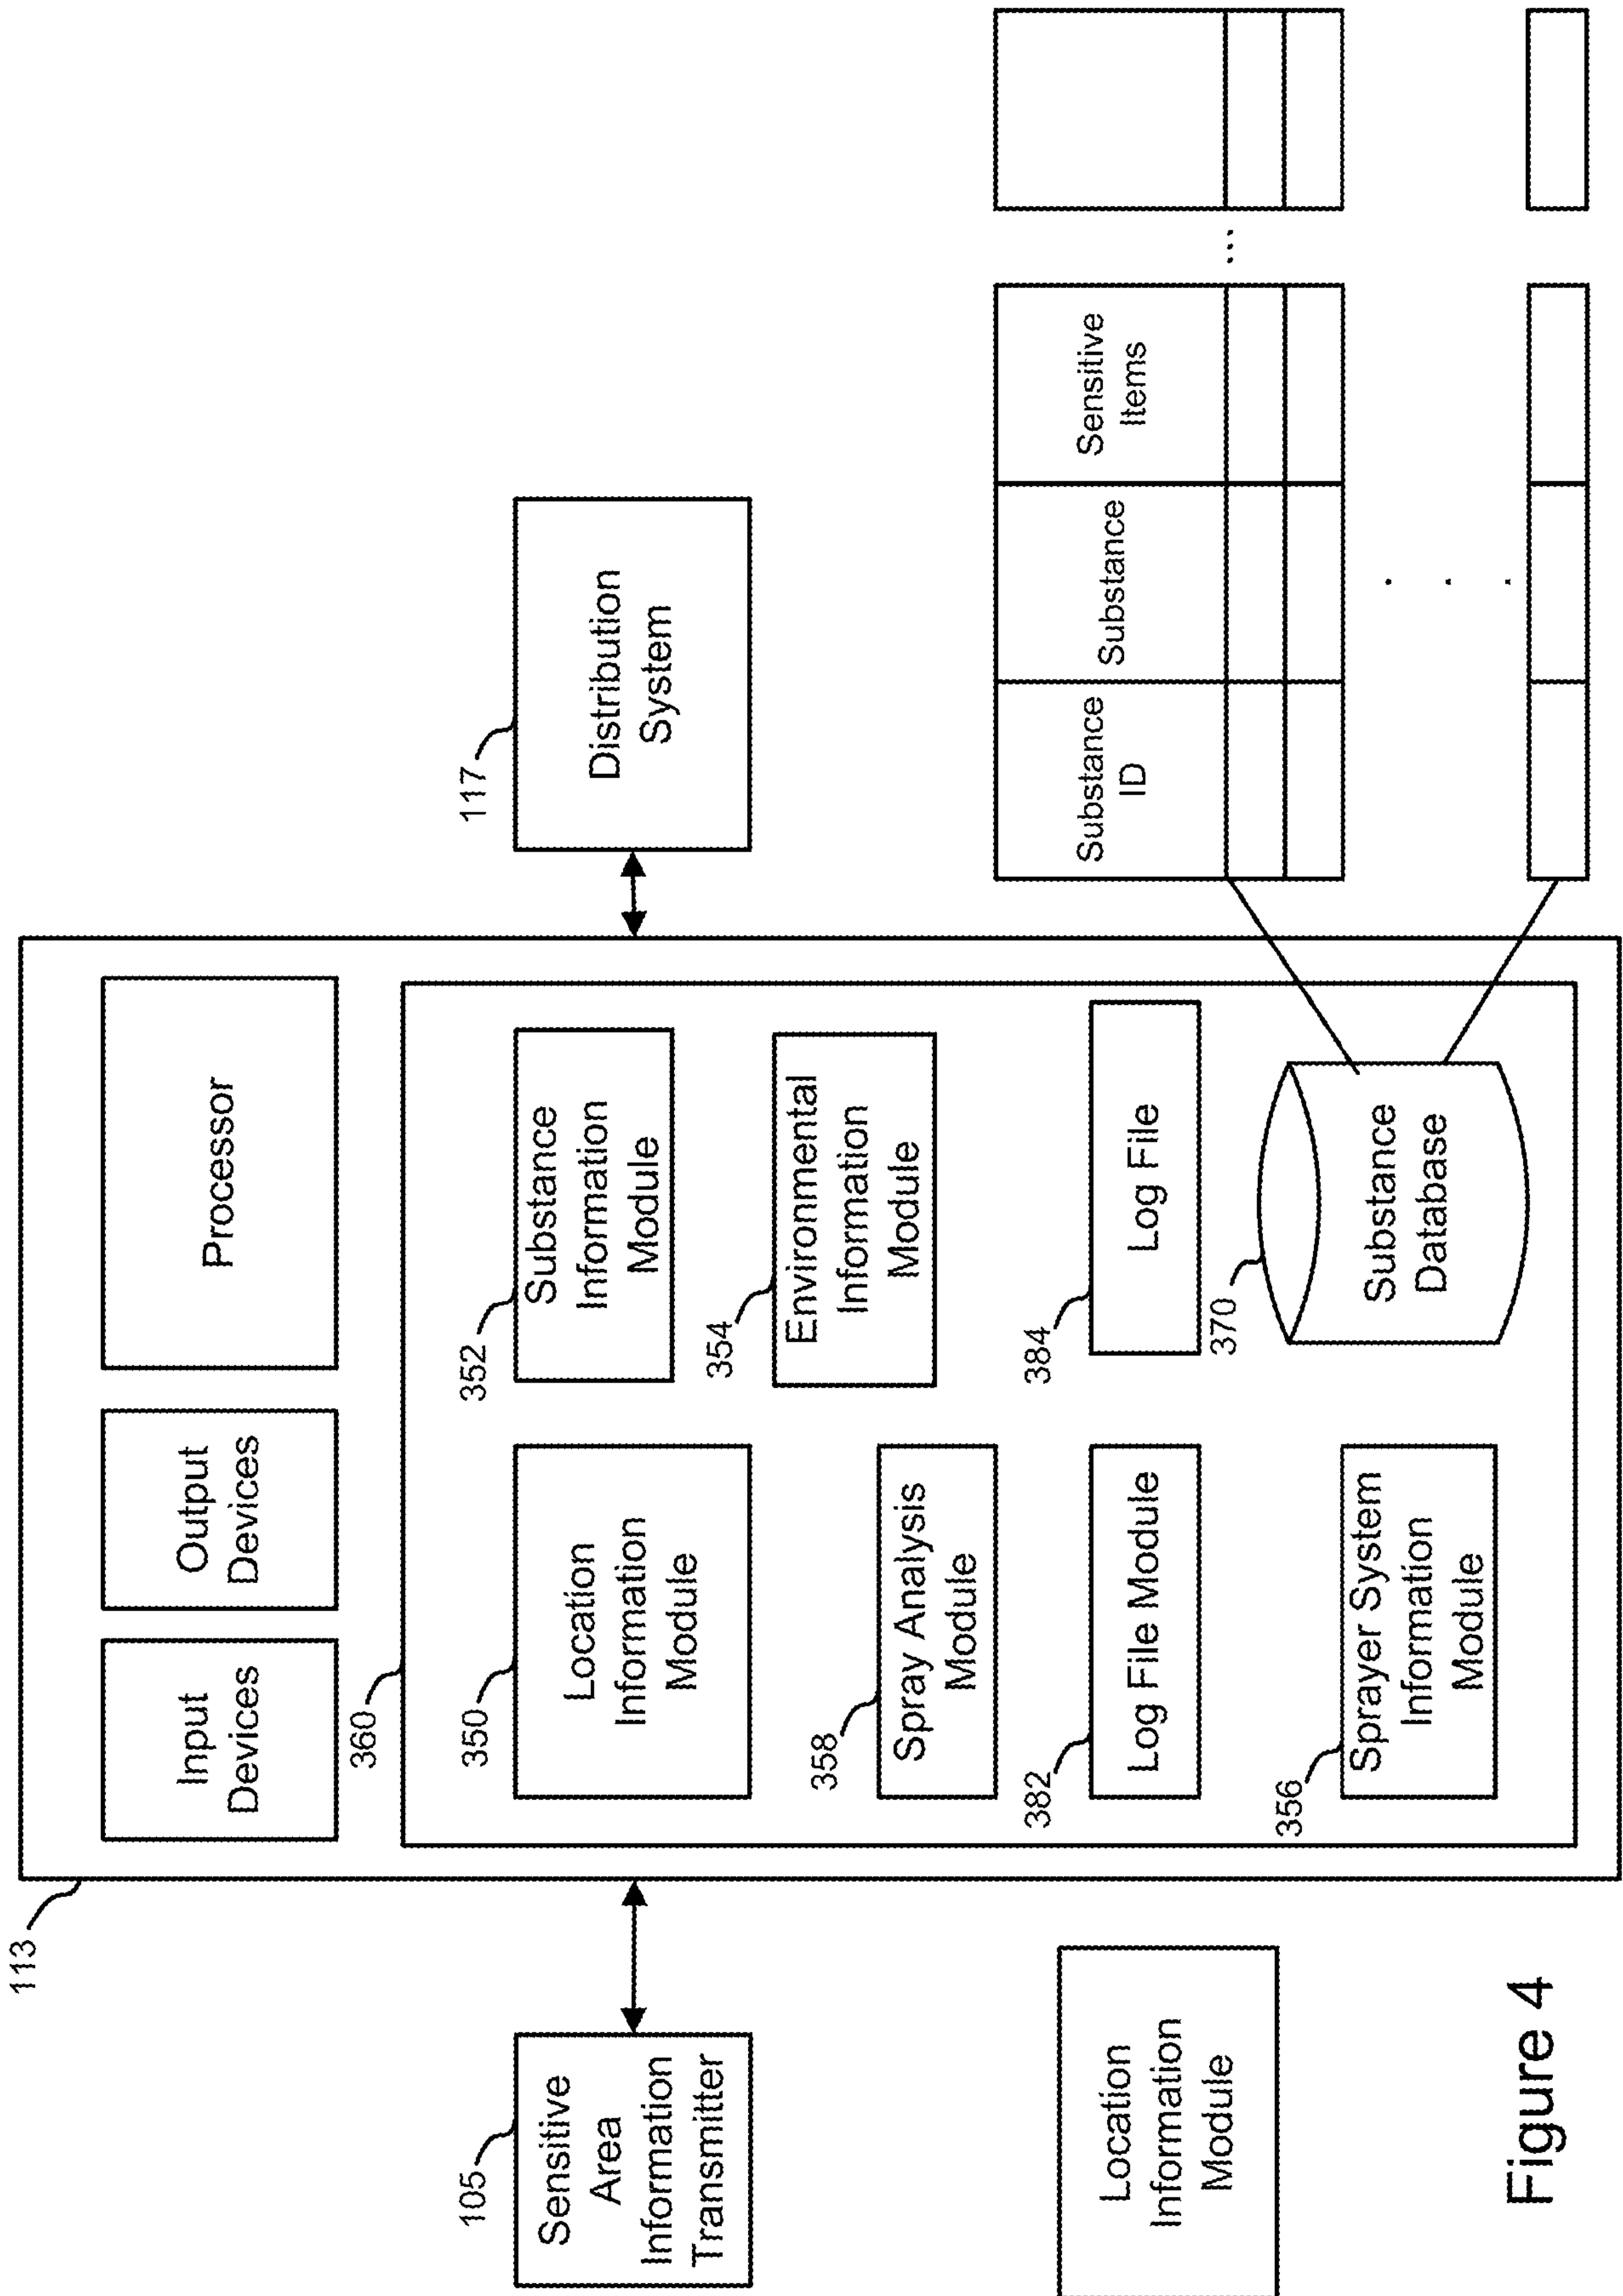 113
Input
Devices
Output
Devices
Processor
360
105
Sensitive
Area
Information
Transmitter
350
Location
Information
Module
352
Substance
Information
Module
117
Distribution
System
354
Environmental
Information
Module
358
Spray Analysis
Module
382
Log File Module
384
Log File
356
Sprayer System
Information
Module
370
Substance
Database
Substance
ID
Substance
Sensitive
Items
...
. . .
Location
Information
Module
Figure 4